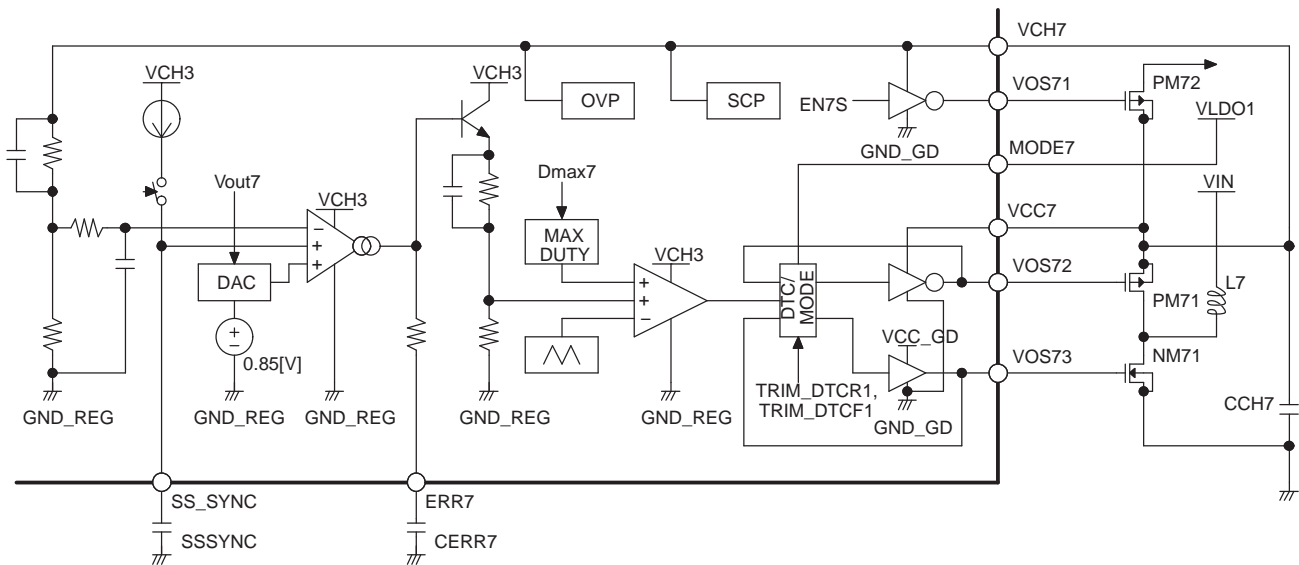 VCH7
VCH3
VCH3
PM72
OVP
SCP
EN7S
VOS71
VLDO1
GND_GD
MODE7
Vout7
Dmax7
VIN
VCH3
VCC7
MAX
DUTY
VCH3
DAC
DTC/
MODE
VOS72
L7
PM71
0.85[V]
VCC_GD
VOS73
NM71
TRIM_DTCR1,
TRIM_DTCF1
GND_REG
GND_REG
GND_REG
GND_REG
GND_REG
GND_GD
CCH7
SS_SYNC
ERR7
SSSYNC
CERR7